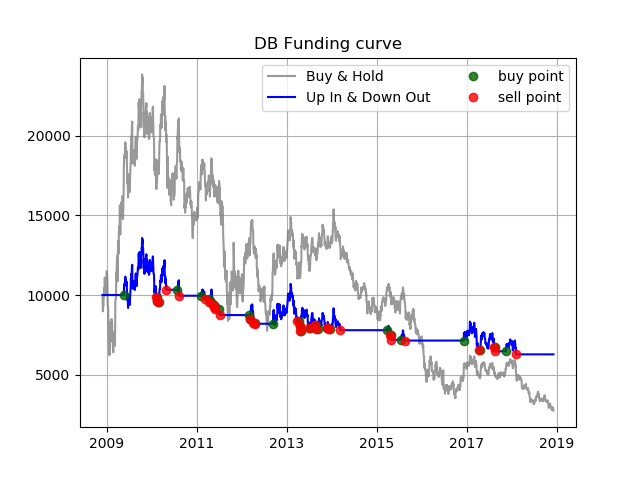 DB Funding curve
Buy & Hold
Up In & Down Out
buy point
sell point
20000
15000
10000
5000
2009 2011 2013 2015 2017 2019